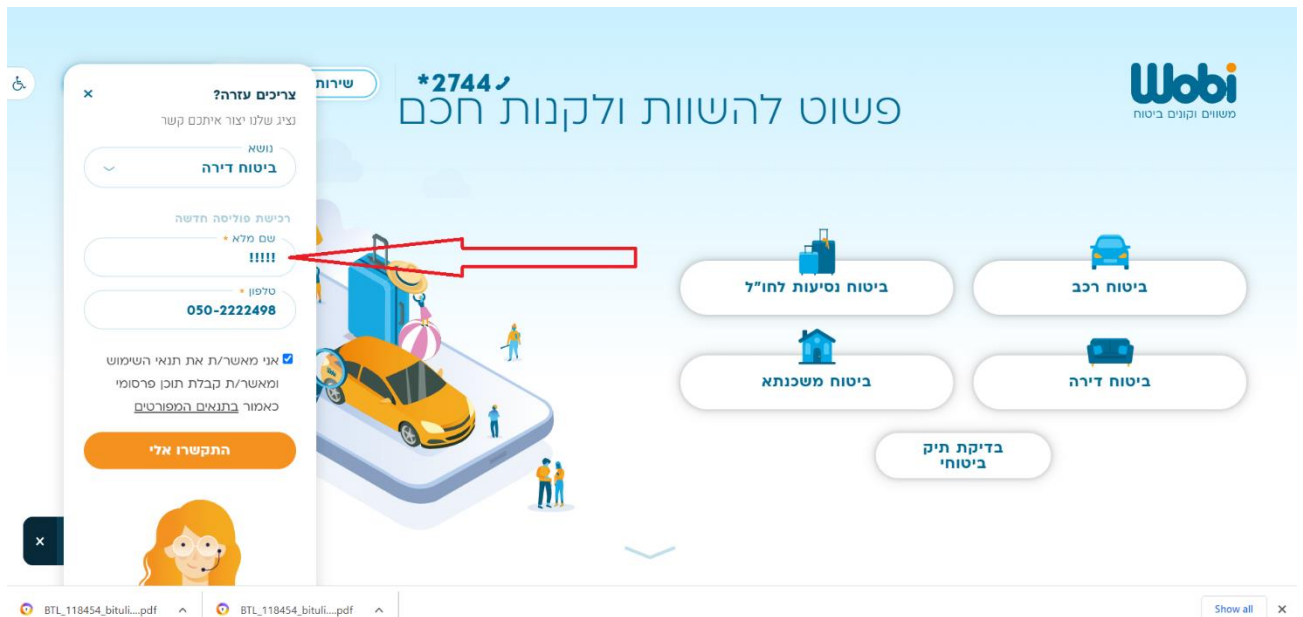 Wobi
משווים וקונים ביטוח
*2744
שירות
פשוט להשוות ולקנות חכם
צריכים עזרה?
×
נציג שלנו יצור איתכם קשר
נושא
ביטוח דירה
רכישת פוליסה חדשה
שם מלא *
!!!!!
טלפון *
050-2222498
אני מאשר/ת את תנאי השימוש
ומאשר/ת קבלת תוכן פרסומי
כאמור בתנאים המפורטים
התקשרו אלי
ביטוח רכב
ביטוח נסיעות לחו"ל
ביטוח דירה
ביטוח משכנתא
בדיקת תיק
ביטוחי
×
BTL_118454_bituli....pdf
BTL_118454_bituli....pdf
Show all
×